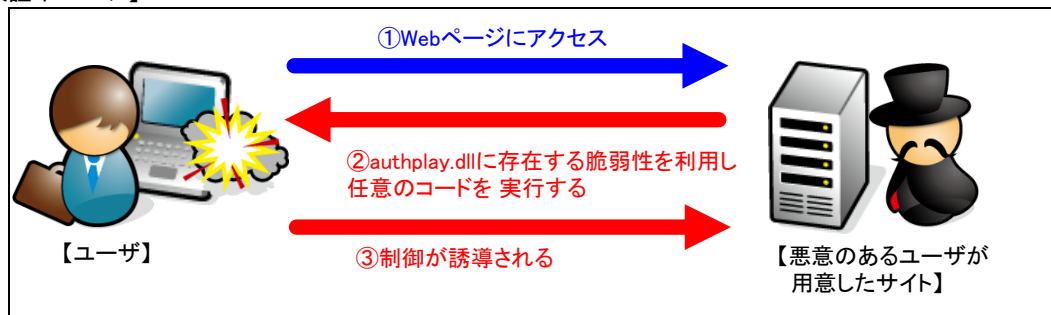 ①Webページにアクセス
②authplay.dllに存在する脆弱性を利用し
任意のコードを 実行する
③制御が誘導される
【ユーザ】
【悪意のあるユーザが
用意したサイト】